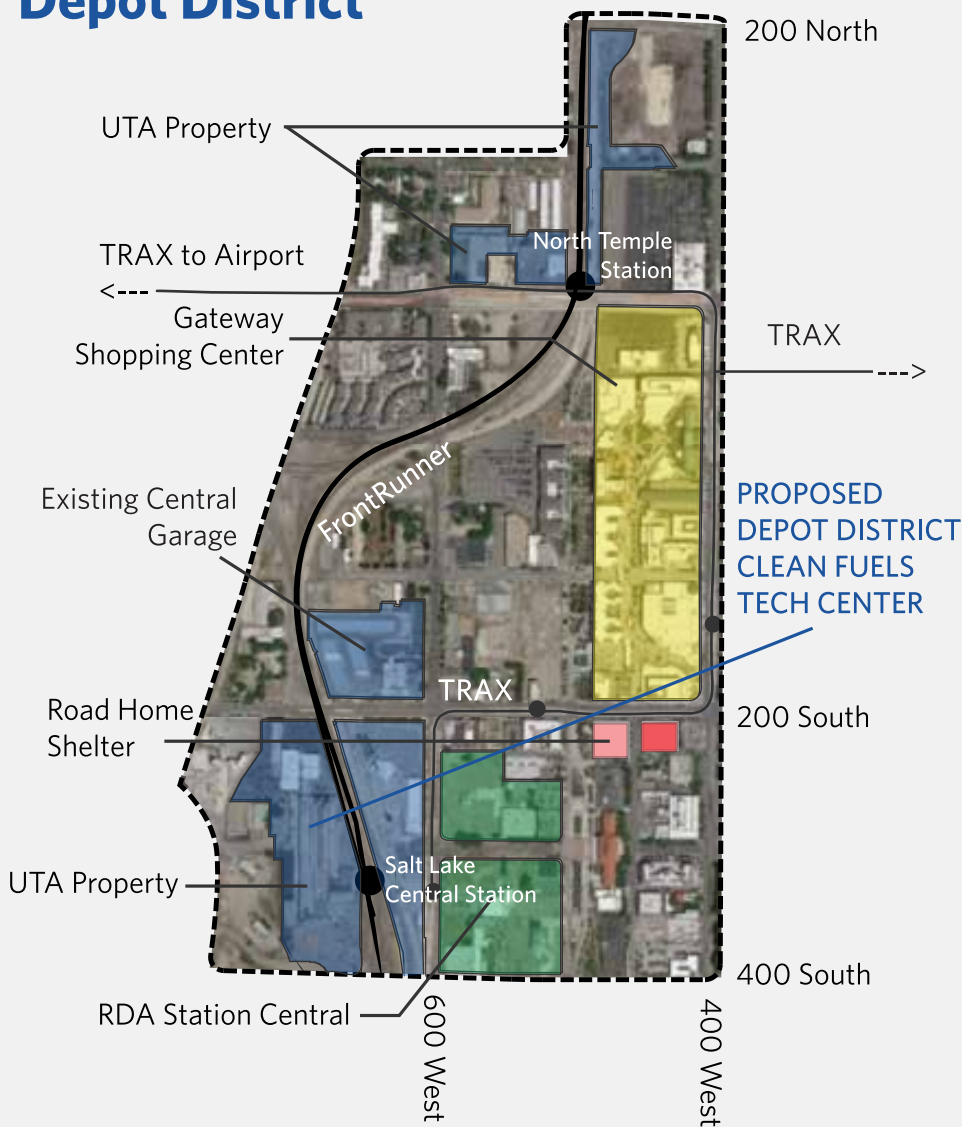 Depot District
200 North
UTA Property
North Temple
Station
TRAX to Airport
<---
Gateway
Shopping Center
TRAX
--->
FrontRunner
Existing Central
Garage
PROPOSED
DEPOT DISTRICT
CLEAN FUELS
TECH CENTER
TRAX
Road Home
Shelter
200 South
Salt Lake
Central Station
UTA Property
400 South
RDA Station Central
600 West
400 West